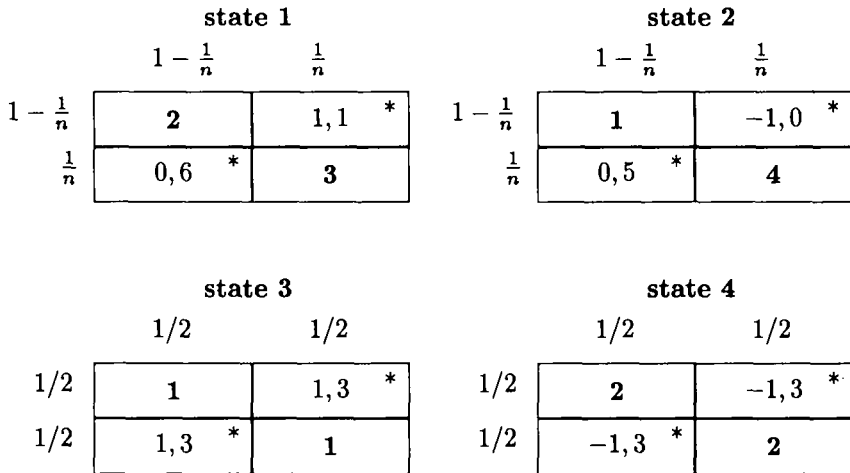 state 1
state 2
1 − 1/n 1/n
1 − 1/n 1/n
1 − 1/n 2 1, 1 *
1 − 1/n 1 −1, 0 *
1/n 0, 6 * 3
1/n 0, 5 * 4
state 3
state 4
1/2 1/2
1/2 1/2
1/2 1 1, 3 *
1/2 2 −1, 3 *
1/2 1, 3 * 1
1/2 −1, 3 * 2